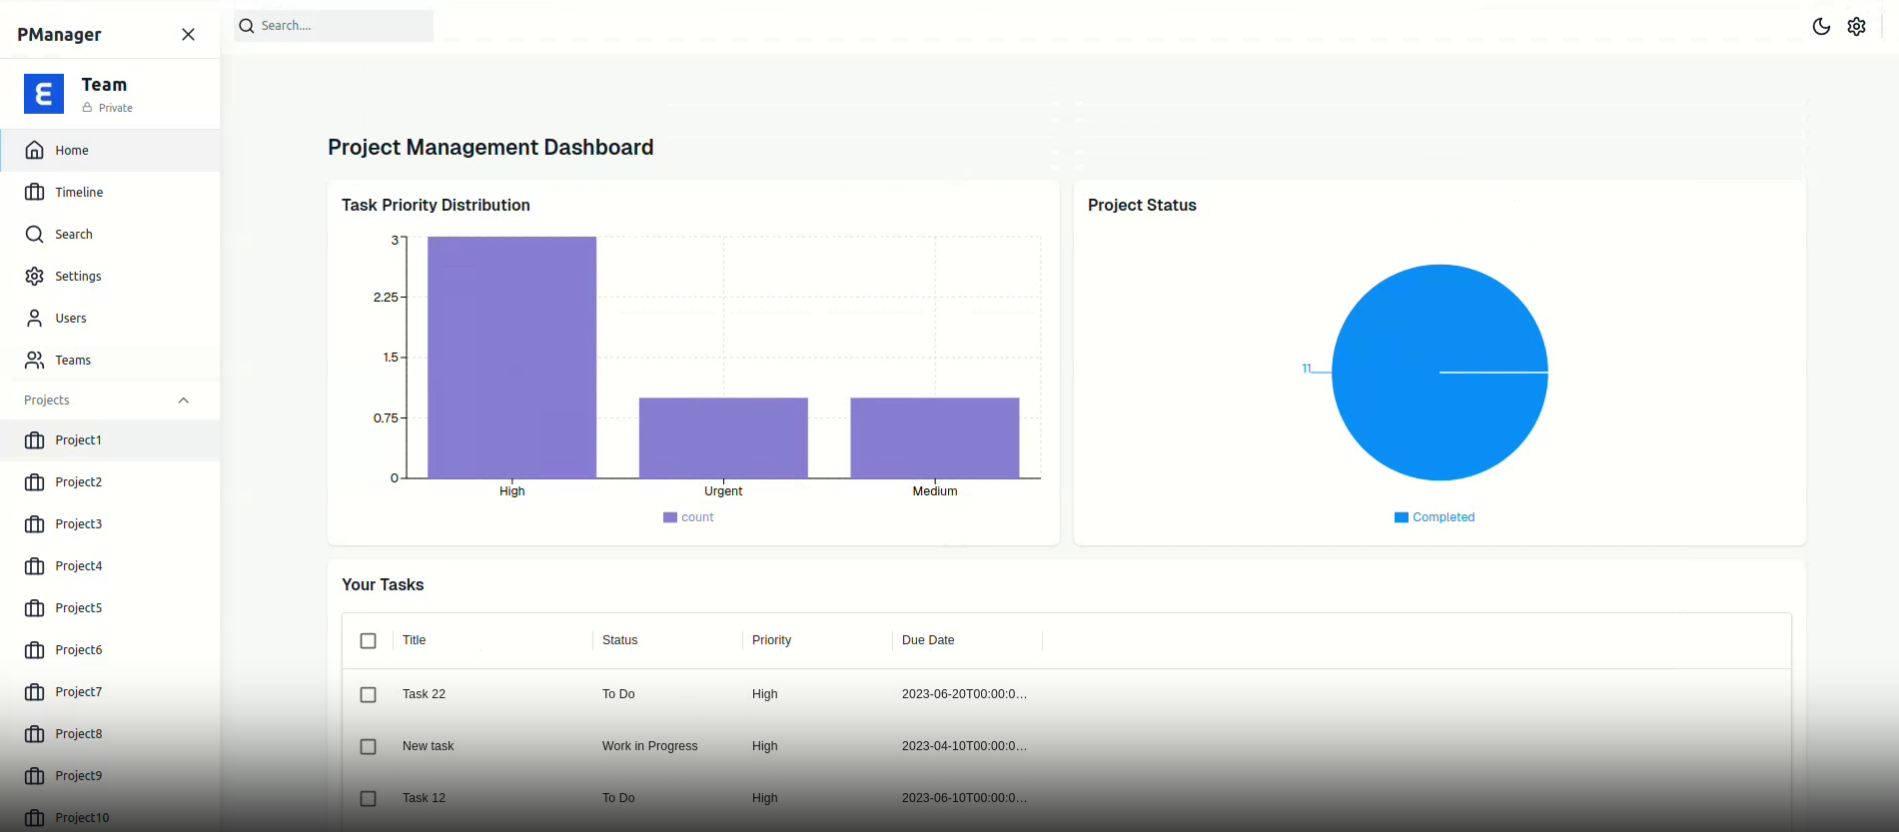 PManager
Search....
Team
Private
Home
Timeline
Search
Settings
Users
Teams
Projects
Project1
Project2
Project3
Project4
Project5
Project6
Project7
Project8
Project9
Project10
Project Management Dashboard
Task Priority Distribution
3
2.25
1.5
0.75
0
High Urgent Medium
count
Project Status
11
Completed
Your Tasks
Title Status Priority Due Date
Task 22 To Do High 2023-06-20T00:00:0...
New task Work in Progress High 2023-04-10T00:00:0...
Task 12 To Do High 2023-06-10T00:00:0...